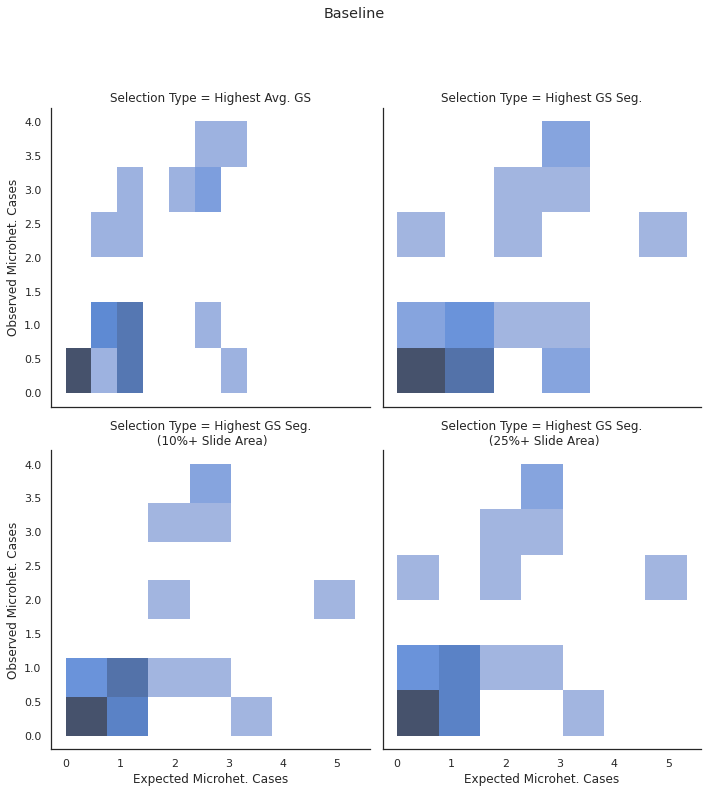 Baseline
Selection Type = Highest Avg. GS
Selection Type = Highest GS Seg.
4.0
3.5
3.0
2.5
2.0
1.5
1.0
0.5
0.0
Observed Microhet. Cases
Selection Type = Highest GS Seg.
(10%+ Slide Area)
Selection Type = Highest GS Seg.
(25%+ Slide Area)
4.0
3.5
3.0
2.5
2.0
1.5
1.0
0.5
0.0
Observed Microhet. Cases
0 1 2 3 4 5
Expected Microhet. Cases
0 1 2 3 4 5
Expected Microhet. Cases